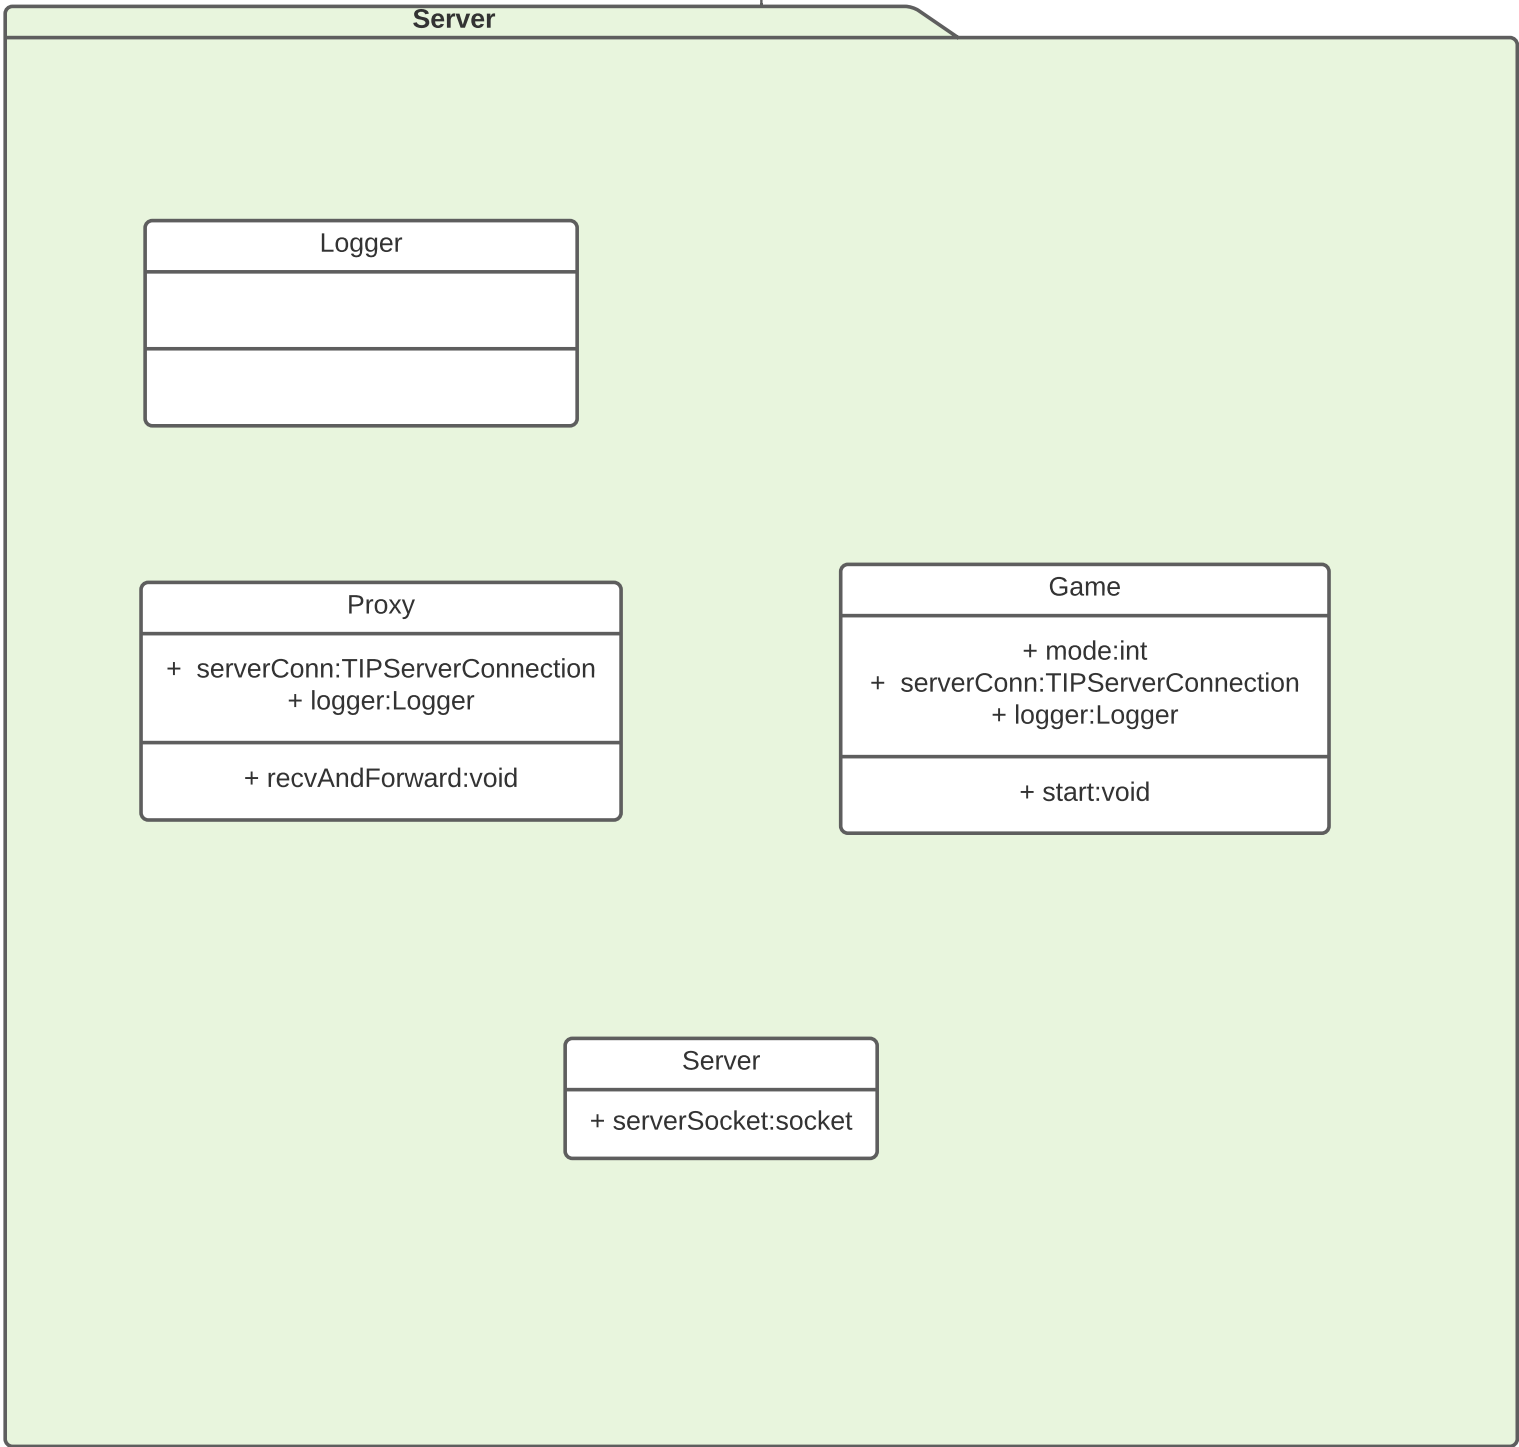 Server
Logger
Proxy
+  serverConn:TIPServerConnection
+ logger:Logger
+ recvAndForward:void
Game
+ mode:int
+  serverConn:TIPServerConnection
+ logger:Logger
+ start:void
Server
+ serverSocket:socket